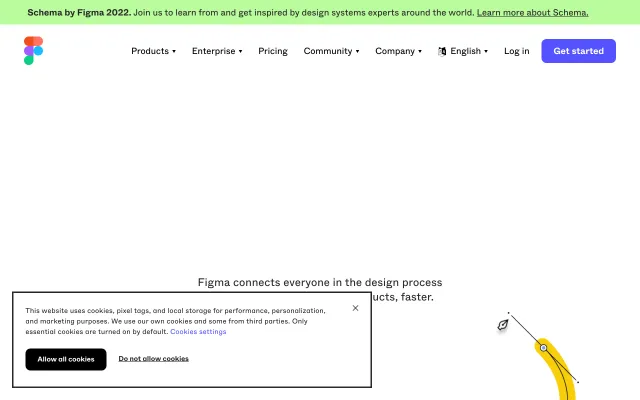 Schema by Figma 2022. Join us to learn from and get inspired by design systems experts around the world. Learn more about Schema.
Products Enterprise Pricing Community Company English Log in Get started
Figma connects everyone in the design process
ucts, faster.
This website uses cookies, pixel tags, and local storage for performance, personalization,
and marketing purposes. We use our own cookies and some from third parties. Only
essential cookies are turned on by default. Cookies settings
Allow all cookies Do not allow cookies